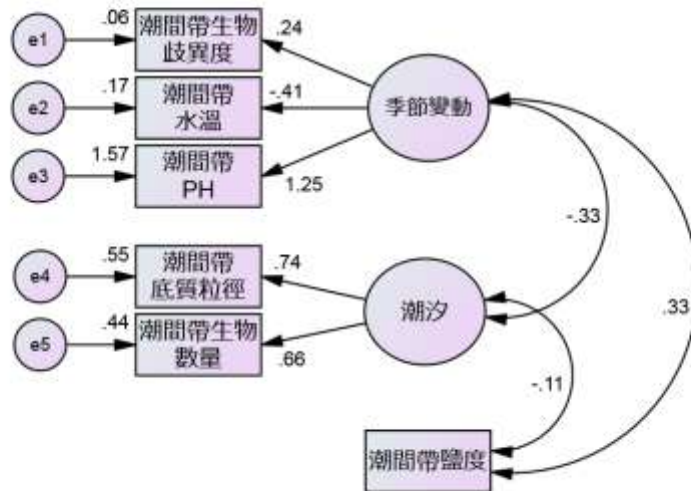 .06
e1
潮間帶生物
歧異度
.24
.17
e2
潮間帶
水溫
-.41
季節變動
1.57
e3
潮間帶
PH
1.25
-.33
.55
e4
潮間帶
底質粒徑
.74
潮汐
.44
e5
潮間帶生物
數量
.66
.33
-.11
潮間帶鹽度